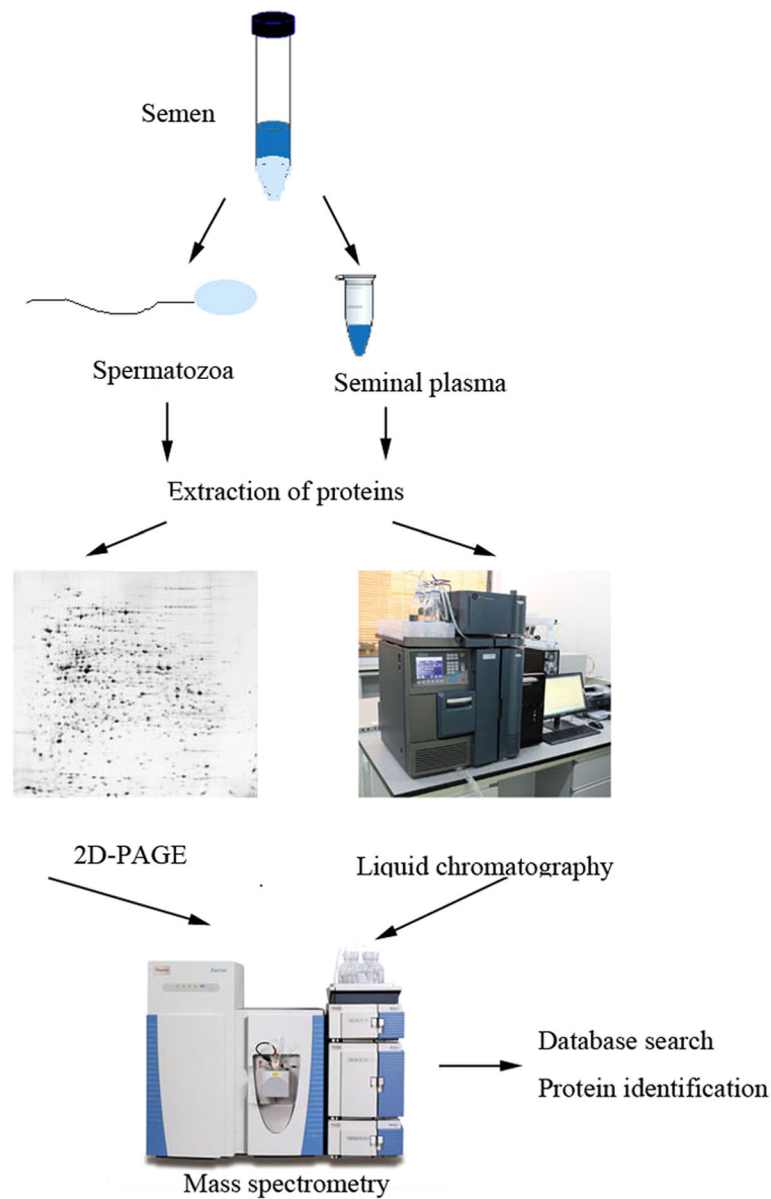 Semen
Spermatozoa
Seminal plasma
Extraction of proteins
2D-PAGE
Liquid chromatography
Database search
Protein identification
Mass spectrometry